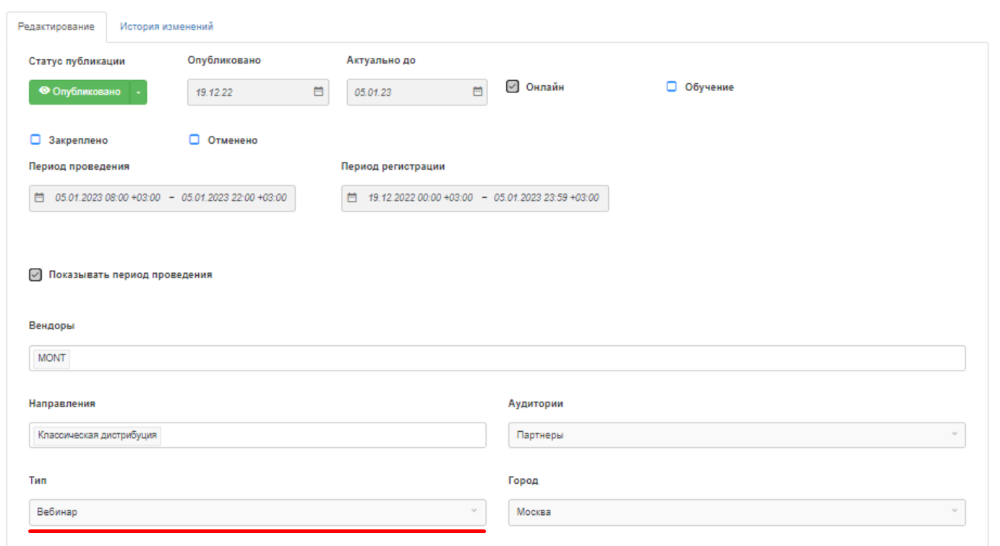 Редактирование История изменений
Статус публикации Опубликовано Актуально до
Опубликовано 19.12.22 05.01.23 Онлайн Обучение
Закреплено Отменено
Период проведения Период регистрации
05.01.2023 08:00 +03:00 – 05.01.2023 22:00 +03:00 19.12.2022 00:00 +03:00 – 05.01.2023 23:59 +03:00
Показывать период проведения
Вендоры
MONT
Направления Аудитории
Классическая дистрибуция Партнеры
Тип Город
Вебинар Москва